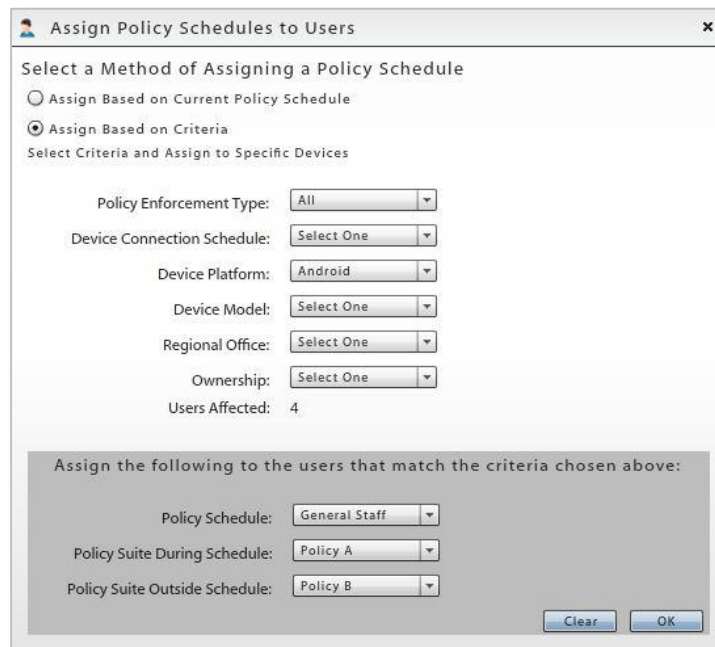 Assign Policy Schedules to Users
Select a Method of Assigning a Policy Schedule
Assign Based on Current Policy Schedule
Assign Based on Criteria
Select Criteria and Assign to Specific Devices
Policy Enforcement Type: All
Device Connection Schedule: Select One
Device Platform: Android
Device Model: Select One
Regional Office: Select One
Ownership: Select One
Users Affected: 4
Assign the following to the users that match the criteria chosen above:
Policy Schedule: General Staff
Policy Suite During Schedule: Policy A
Policy Suite Outside Schedule: Policy B
Clear OK